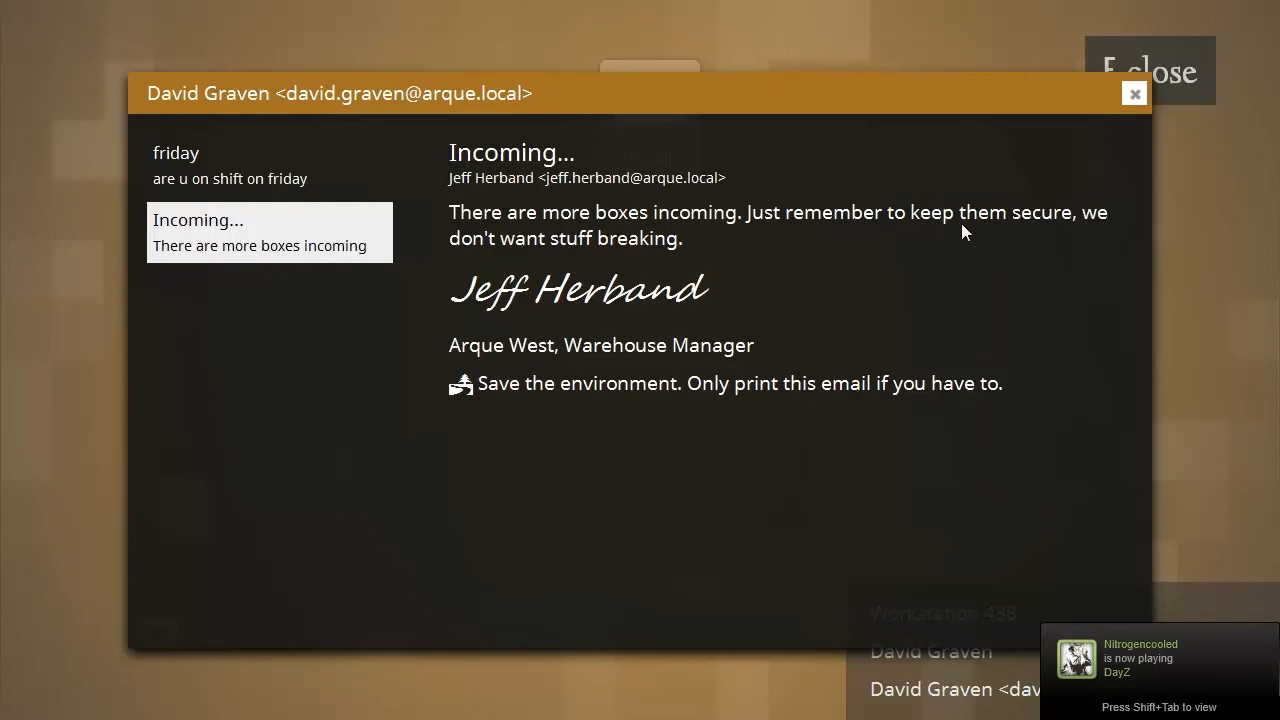 E close
David Graven <david.graven@arque.local>
friday
are u on shift on friday
Incoming...
There are more boxes incoming
Incoming...
Jeff Herband <jeff.herband@arque.local>
There are more boxes incoming. Just remember to keep them secure, we
don't want stuff breaking.
Jeff Herband
Arque West, Warehouse Manager
Save the environment. Only print this email if you have to.
Workstation 438
David Graven
David Graven <dav
Nitrogencooled
is now playing
DayZ
Press Shift+Tab to view